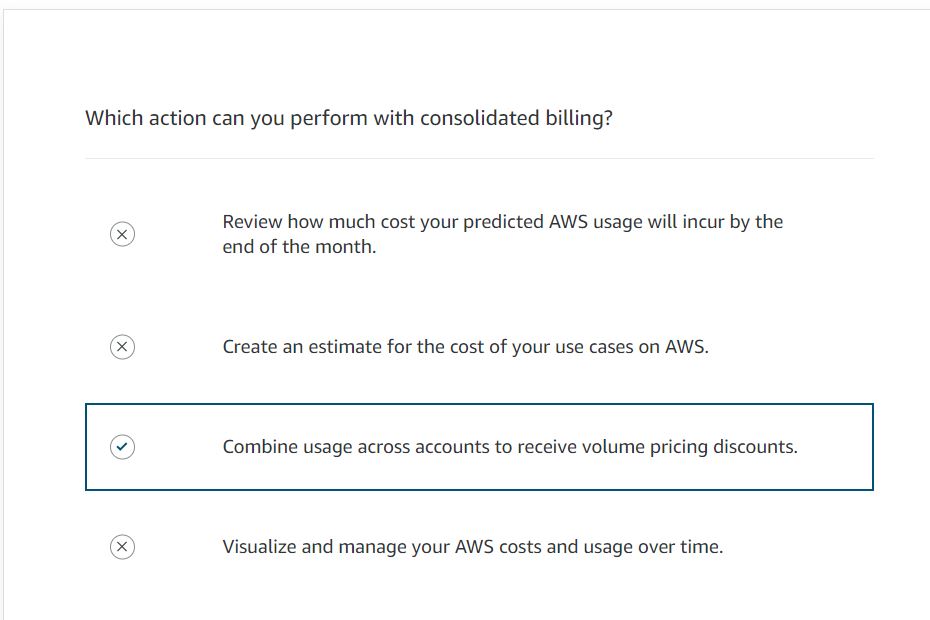 Which action can you perform with consolidated billing?
Review how much cost your predicted AWS usage will incur by the
end of the month.
Create an estimate for the cost of your use cases on AWS.
Combine usage across accounts to receive volume pricing discounts.
Visualize and manage your AWS costs and usage over time.